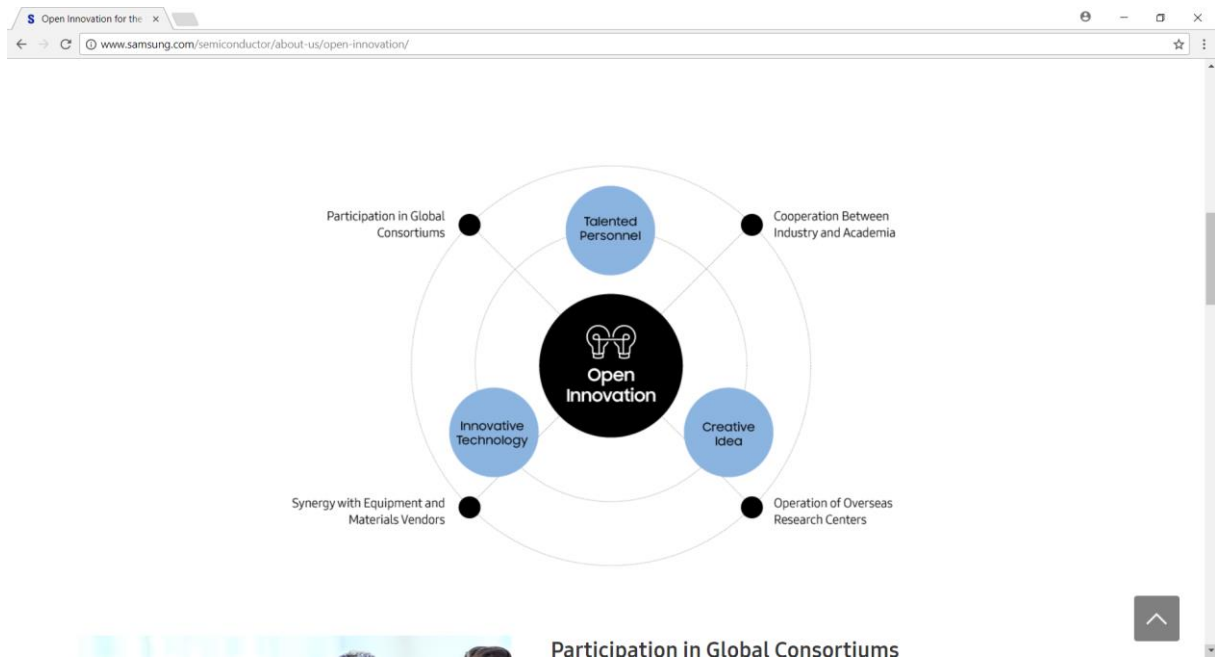 S Open Innovation for the
www.samsung.com/semiconductor/about-us/open-innovation/
Participation in Global
Consortiums
Talented
Personnel
Cooperation Between
Industry and Academia
Open
Innovation
Innovative
Technology
Creative
Idea
Synergy with Equipment and
Materials Vendors
Operation of Overseas
Research Centers
Participation in Global Consortiums